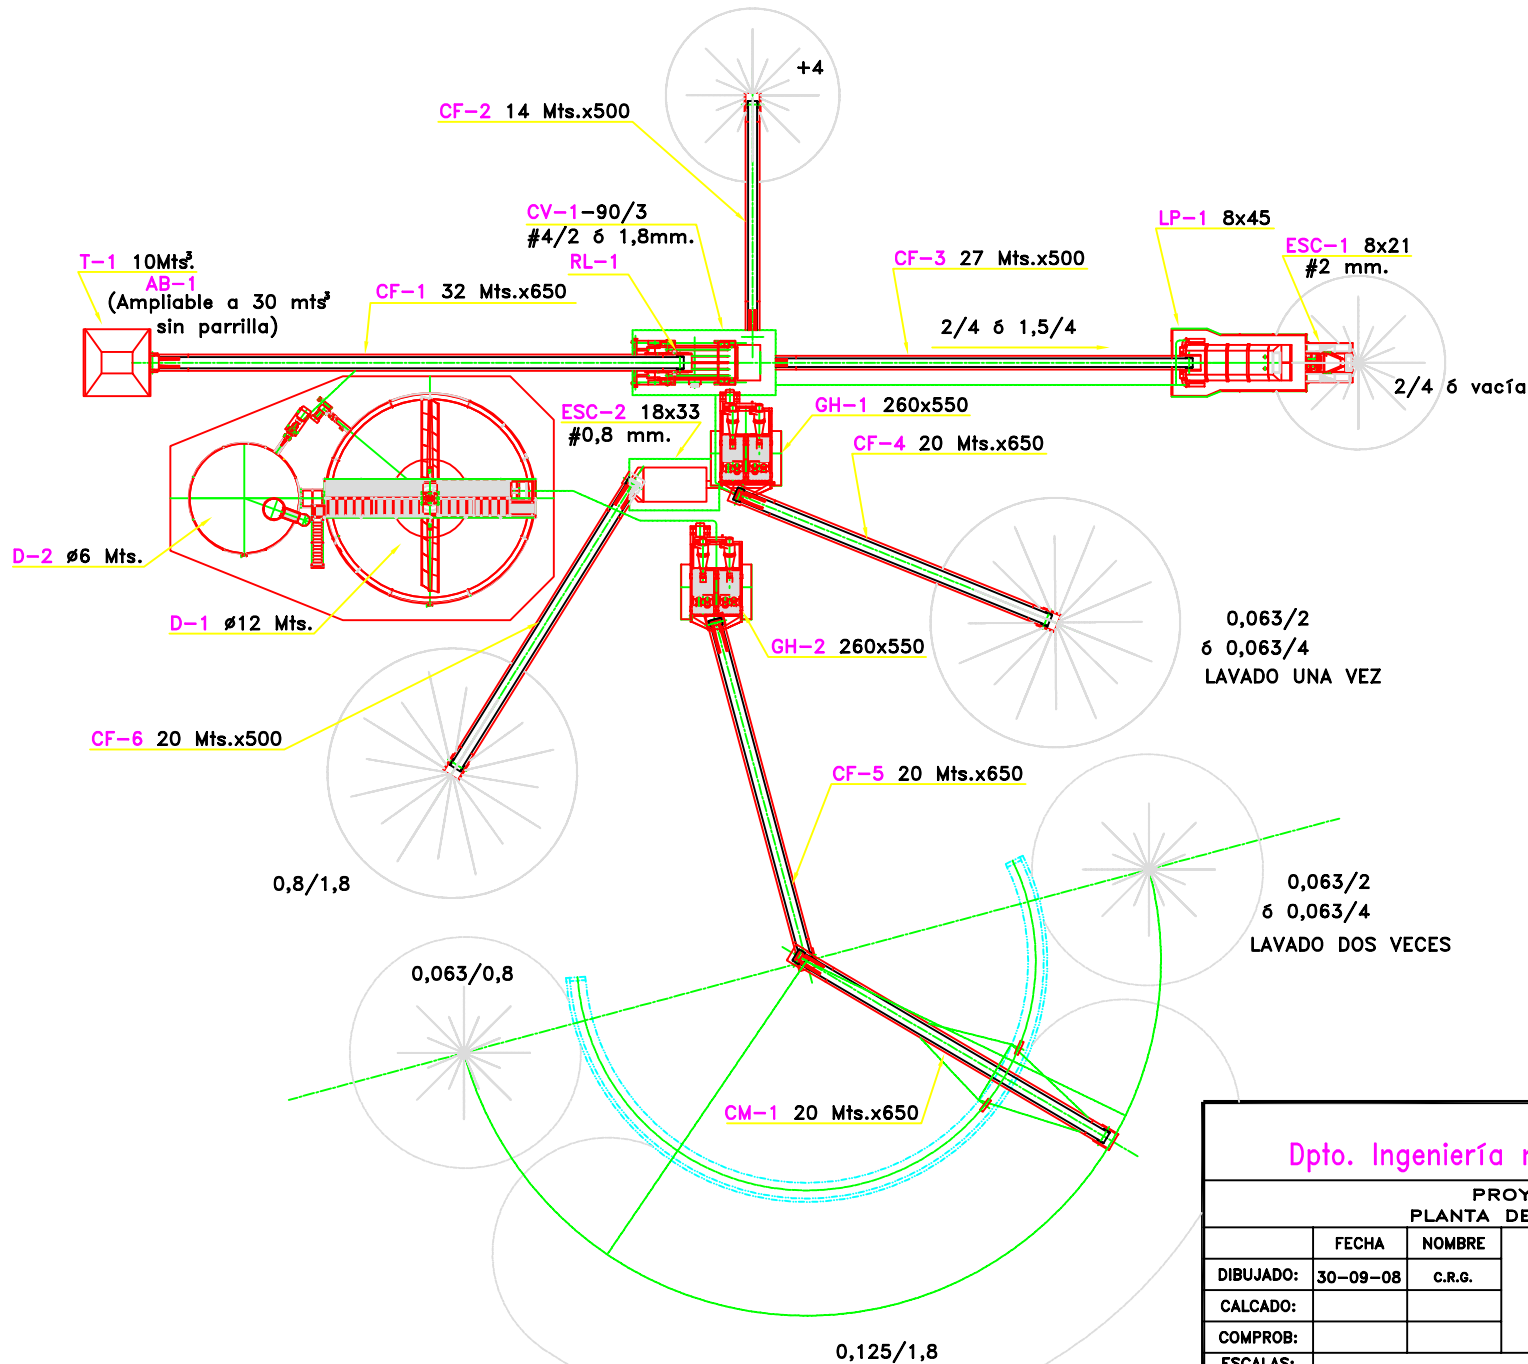 +4
CF-2 14 Mts.x500
CV-1-90/3
#4/2 ó 1,8mm.
RL-1
LP-1 8x45
ESC-1 8x21
#2 mm.
CF-3 27 Mts.x500
T-1 10Mts³.
AB-1
(Ampliable a 30 mts³
sin parrilla)
CF-1 32 Mts.x650
2/4 ó 1,5/4
2/4 ó vacía
ESC-2 18x33
#0,8 mm.
GH-1 260x550
CF-4 20 Mts.x650
D-2 ø6 Mts.
D-1 ø12 Mts.
GH-2 260x550
0,063/2
ó 0,063/4
LAVADO UNA VEZ
CF-6 20 Mts.x500
CF-5 20 Mts.x650
0,8/1,8
0,063/2
ó 0,063/4
LAVADO DOS VECES
0,063/0,8
CM-1 20 Mts.x650
0,125/1,8
Dpto. Ingeniería
PROY
PLANTA DE
FECHA NOMBRE
DIBUJADO: 30-09-08 C.R.G.
CALCADO:
COMPROB:
ESCALAS: